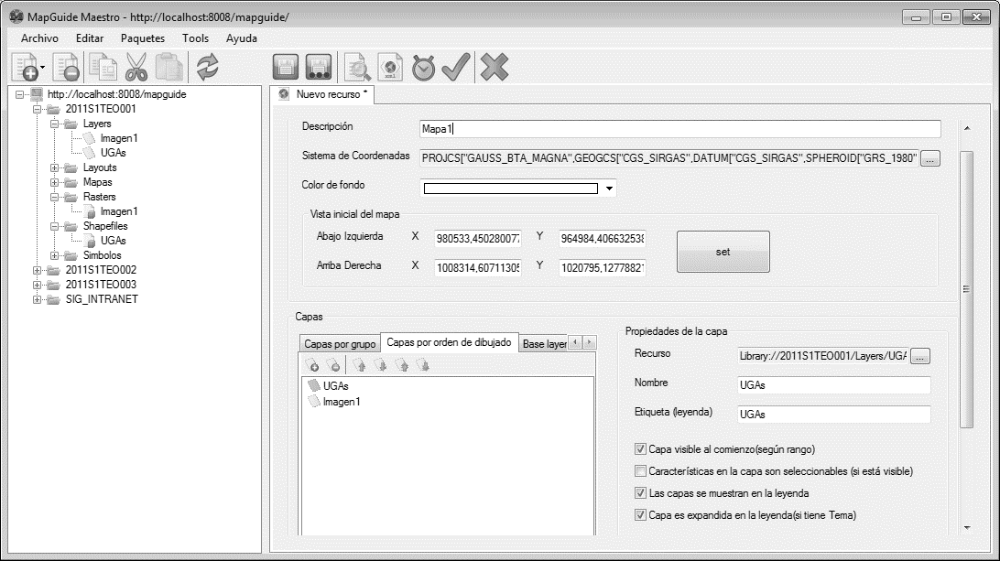 MapGuide Maestro - http://localhost:8008/mapguide/
Archivo Editar Paquetes Tools Ayuda
http://localhost:8008/mapguide
2011S1TEO001
Layers
Imagen1
UGAs
Layouts
Mapas
Rasters
Imagen1
Shapefiles
UGAs
Simbolos
2011S1TEO002
2011S1TEO003
SIG_INTRANET
Nuevo recurso *
Descripción Mapa1
Sistema de Coordenadas PROJCS["GAUSS_BTA_MAGNA",GEOGCS["CGS_SIRGAS",DATUM["CGS_SIRGAS",SPHEROID["GRS_1980" ...
Color de fondo
Vista inicial del mapa
Abajo Izquierda X 980533,450280077 Y 964984,406632538
set
Arriba Derecha X 1008314,60711305 Y 1020795,12778821
Capas
Capas por grupo Capas por orden de dibujado Base layer
UGAs
Imagen1
Propiedades de la capa
Recurso Library://2011S1TEO001/Layers/UGA ...
Nombre UGAs
Etiqueta (leyenda) UGAs
Capa visible al comienzo(según rango)
Características en la capa son seleccionables (si está visible)
Las capas se muestran en la leyenda
Capa es expandida en la leyenda(si tiene Tema)